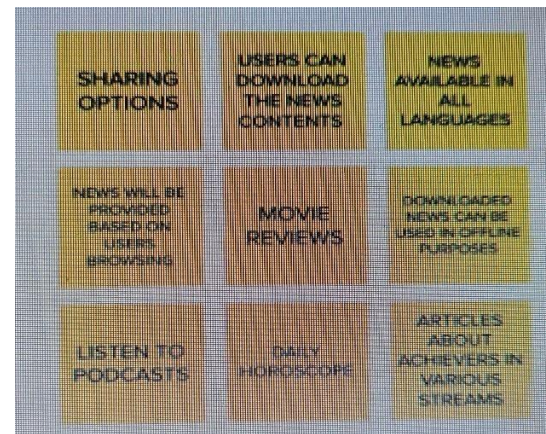 SHARING
OPTIONS
USERS CAN
DOWNLOAD
THE NEWS
CONTENTS
NEWS
AVAILABLE IN
ALL
LANGUAGES
NEWS WILL BE
PROVIDED
BASED ON
USERS
BROWSING
MOVIE
REVIEWS
DOWNLOADED
NEWS CAN BE
USED IN OFFLINE
PURPOSES
LISTEN TO
PODCASTS
DAILY
HOROSCOPE
ARTICLES
ABOUT
ACHIEVERS IN
VARIOUS
STREAMS